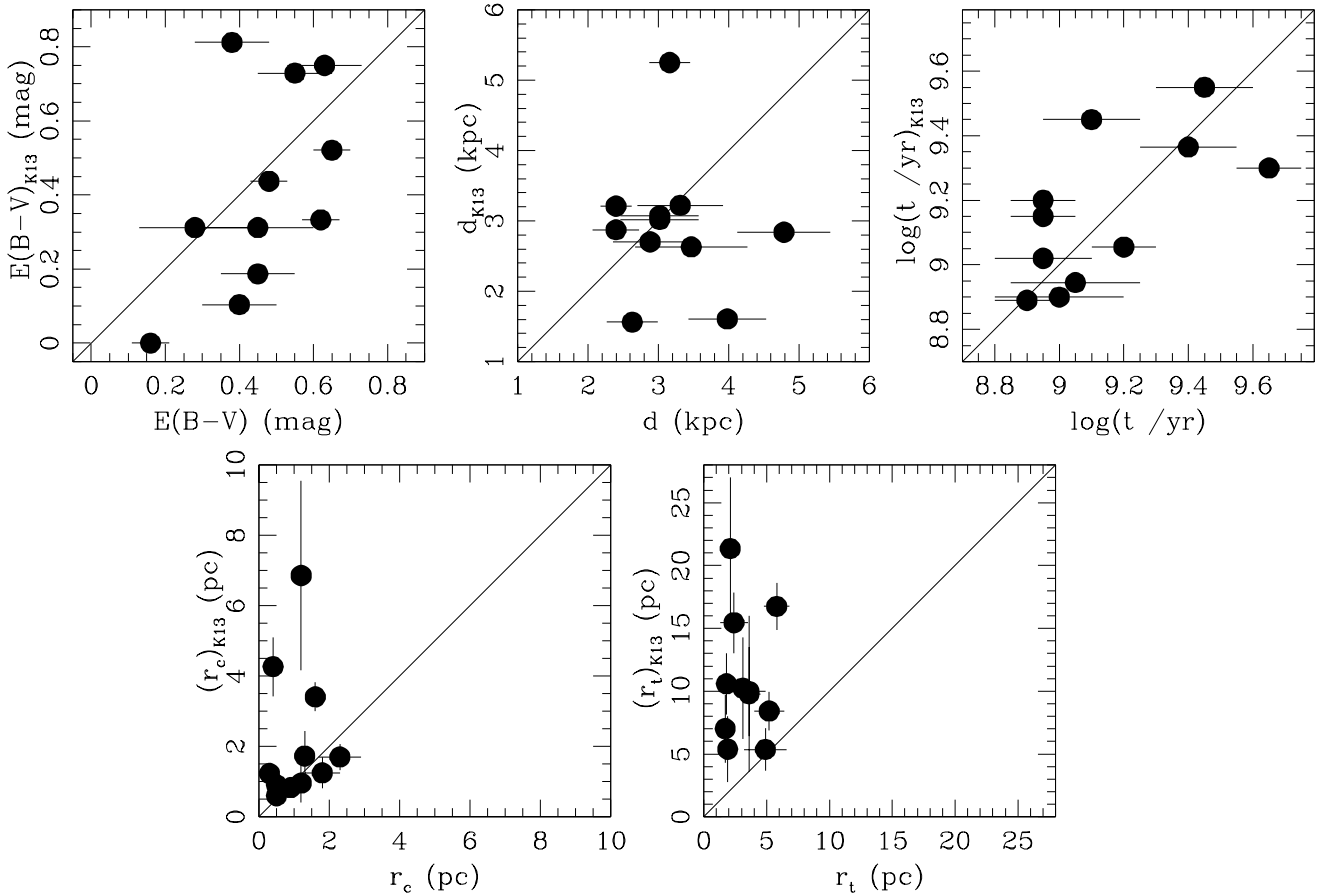 E(B−V)K13 (mag)
0 0.2 0.4 0.6 0.8
0 0.2 0.4 0.6 0.8
E(B−V) (mag)
dK13 (kpc)
1 2 3 4 5 6
1 2 3 4 5 6
d (kpc)
log(t /yr)K13
8.8 9 9.2 9.4 9.6
8.8 9 9.2 9.4 9.6
log(t /yr)
(rc)K13 (pc)
0 2 4 6 8 10
0 2 4 6 8 10
rc (pc)
(rt)K13 (pc)
0 5 10 15 20 25
0 5 10 15 20 25
rt (pc)